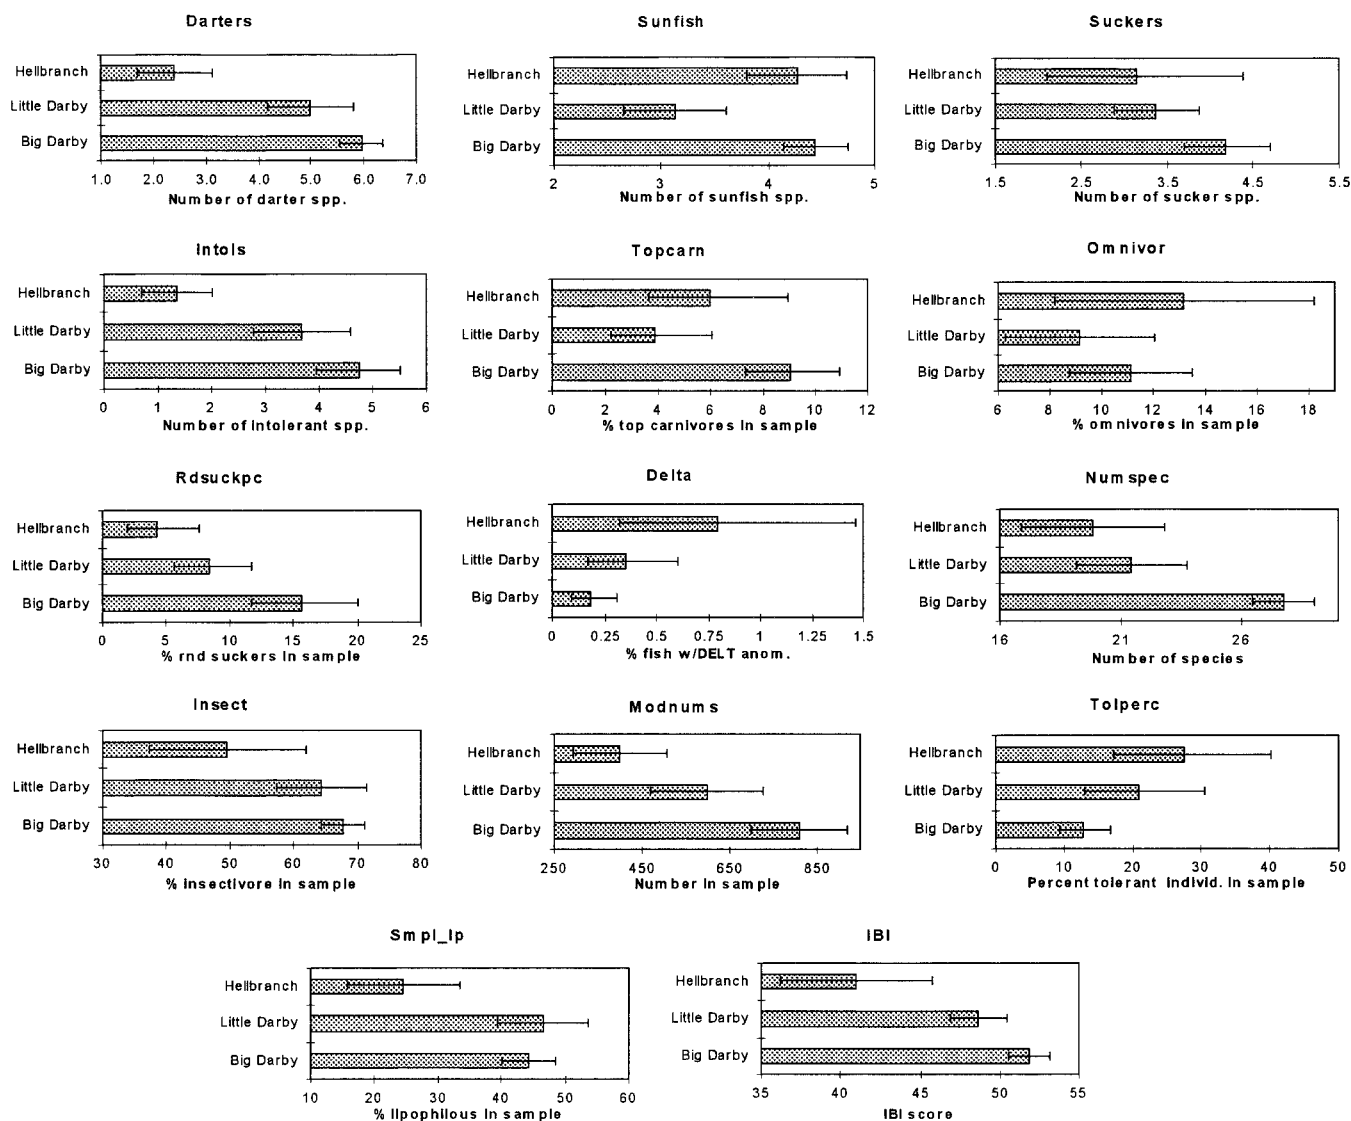 Darters
Hellbranch
Little Darby
Big Darby
1.0 2.0 3.0 4.0 5.0 6.0 7.0
Number of darter spp.
Sunfish
Hellbranch
Little Darby
Big Darby
2 3 4 5
Number of sunfish spp.
Suckers
Hellbranch
Little Darby
Big Darby
1.5 2.5 3.5 4.5 5.5
Number of sucker spp.
Intols
Hellbranch
Little Darby
Big Darby
0 1 2 3 4 5 6
Number of intolerant spp.
Topcarn
Hellbranch
Little Darby
Big Darby
0 2 4 6 8 10 12
% top carnivores in sample
Omnivor
Hellbranch
Little Darby
Big Darby
6 8 10 12 14 16 18
% omnivores in sample
Rdsuckpc
Hellbranch
Little Darby
Big Darby
0 5 10 15 20 25
% rnd suckers in sample
Delta
Hellbranch
Little Darby
Big Darby
0 0.25 0.5 0.75 1 1.25 1.5
% fish w/DELT anom.
Numspec
Hellbranch
Little Darby
Big Darby
16 21 26
Number of species
Insect
Hellbranch
Little Darby
Big Darby
30 40 50 60 70 80
% insectivore in sample
Modnums
Hellbranch
Little Darby
Big Darby
250 450 650 850
Number in sample
Tolperc
Hellbranch
Little Darby
Big Darby
0 10 20 30 40 50
Percent tolerant individ. in sample
Smpl_lp
Hellbranch
Little Darby
Big Darby
10 20 30 40 50 60
% lipophilous in sample
IBI
Hellbranch
Little Darby
Big Darby
35 40 45 50 55
IBI score